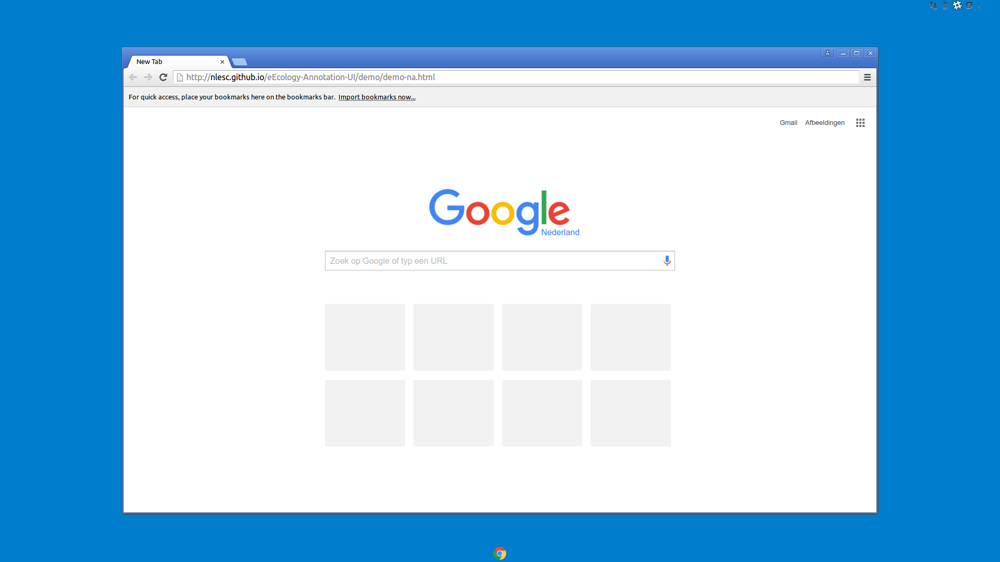 New Tab
http://nlesc.github.io/eEcology-Annotation-UI/demo/demo-na.html
For quick access, place your bookmarks here on the bookmarks bar. Import bookmarks now...
Gmail Afbeeldingen
Google
Nederland
Zoek op Google of typ een URL